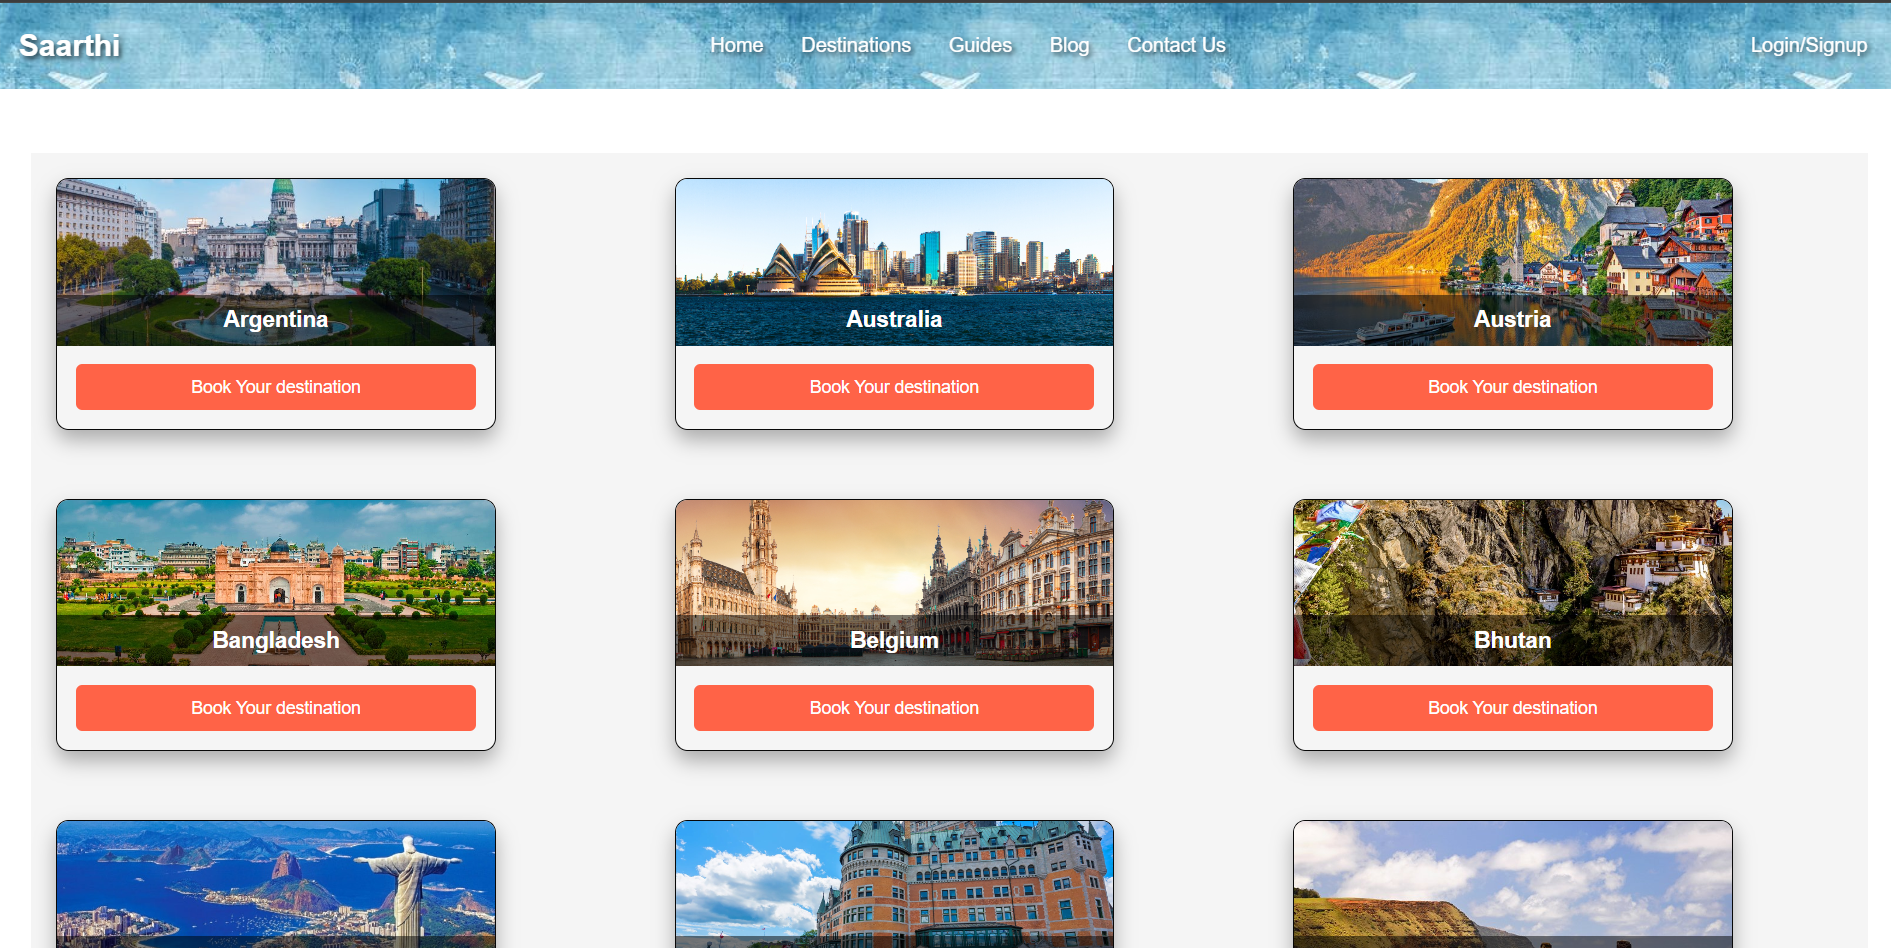 Saarthi
Home Destinations Guides Blog Contact Us
Login/Signup
Argentina
Book Your destination
Australia
Book Your destination
Austria
Book Your destination
Bangladesh
Book Your destination
Belgium
Book Your destination
Bhutan
Book Your destination